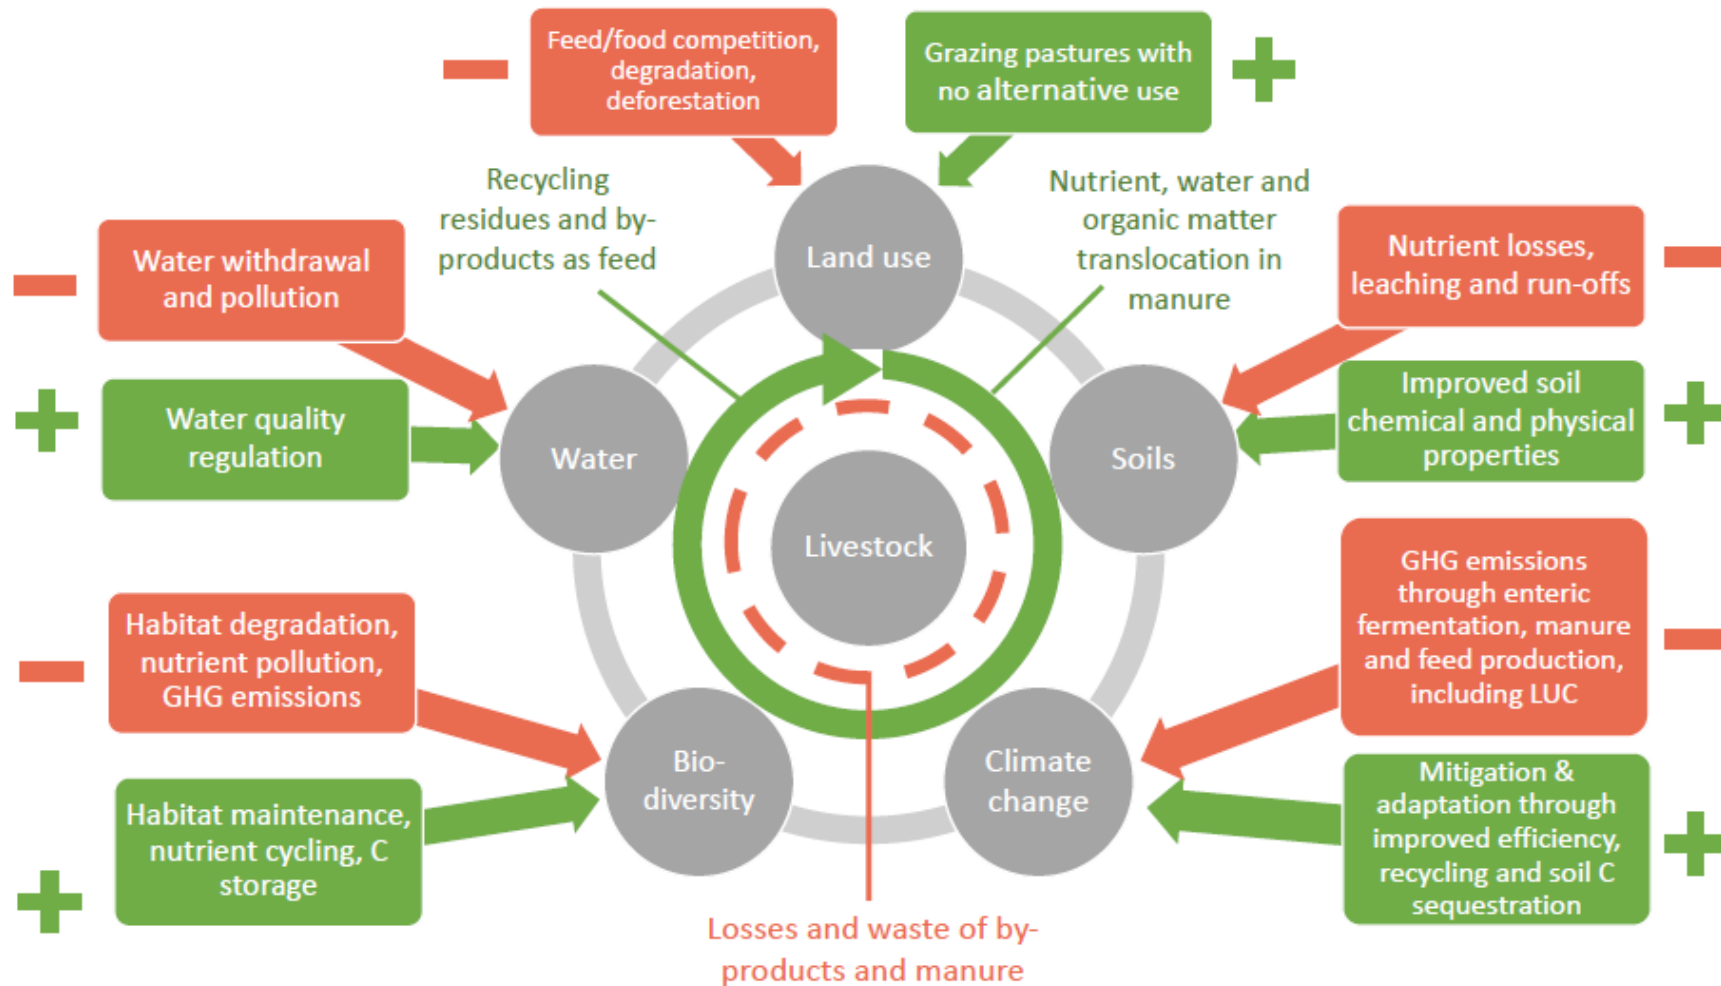 Feed/food competition,
degradation,
deforestation
Grazing pastures with
no alternative use
Recycling
residues and by-
products as feed
Nutrient, water and
organic matter
translocation in
manure
Water withdrawal
and pollution
Land use
Nutrient losses,
leaching and run-offs
Water quality
regulation
Water
Soils
Improved soil
chemical and physical
properties
Livestock
Habitat degradation,
nutrient pollution,
GHG emissions
GHG emissions
through enteric
fermentation, manure
and feed production,
including LUC
Bio-
diversity
Climate
change
Habitat maintenance,
nutrient cycling, C
storage
Mitigation &
adaptation through
improved efficiency,
recycling and soil C
sequestration
Losses and waste of by-
products and manure